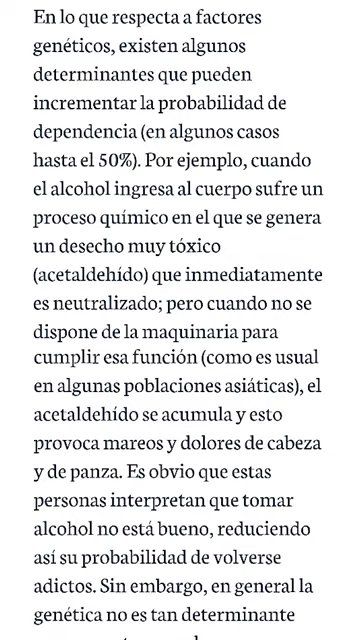 En lo que respecta a factores
genéticos, existen algunos
determinantes que pueden
incrementar la probabilidad de
dependencia (en algunos casos
hasta el 50%). Por ejemplo, cuando
el alcohol ingresa al cuerpo sufre un
proceso químico en el que se genera
un desecho muy tóxico
(acetaldehído) que inmediatamente
es neutralizado; pero cuando no se
dispone de la maquinaria para
cumplir esa función (como es usual
en algunas poblaciones asiáticas), el
acetaldehído se acumula y esto
provoca mareos y dolores de cabeza
y de panza. Es obvio que estas
personas interpretan que tomar
alcohol no está bueno, reduciendo
así su probabilidad de volverse
adictos. Sin embargo, en general la
genética no es tan determinante